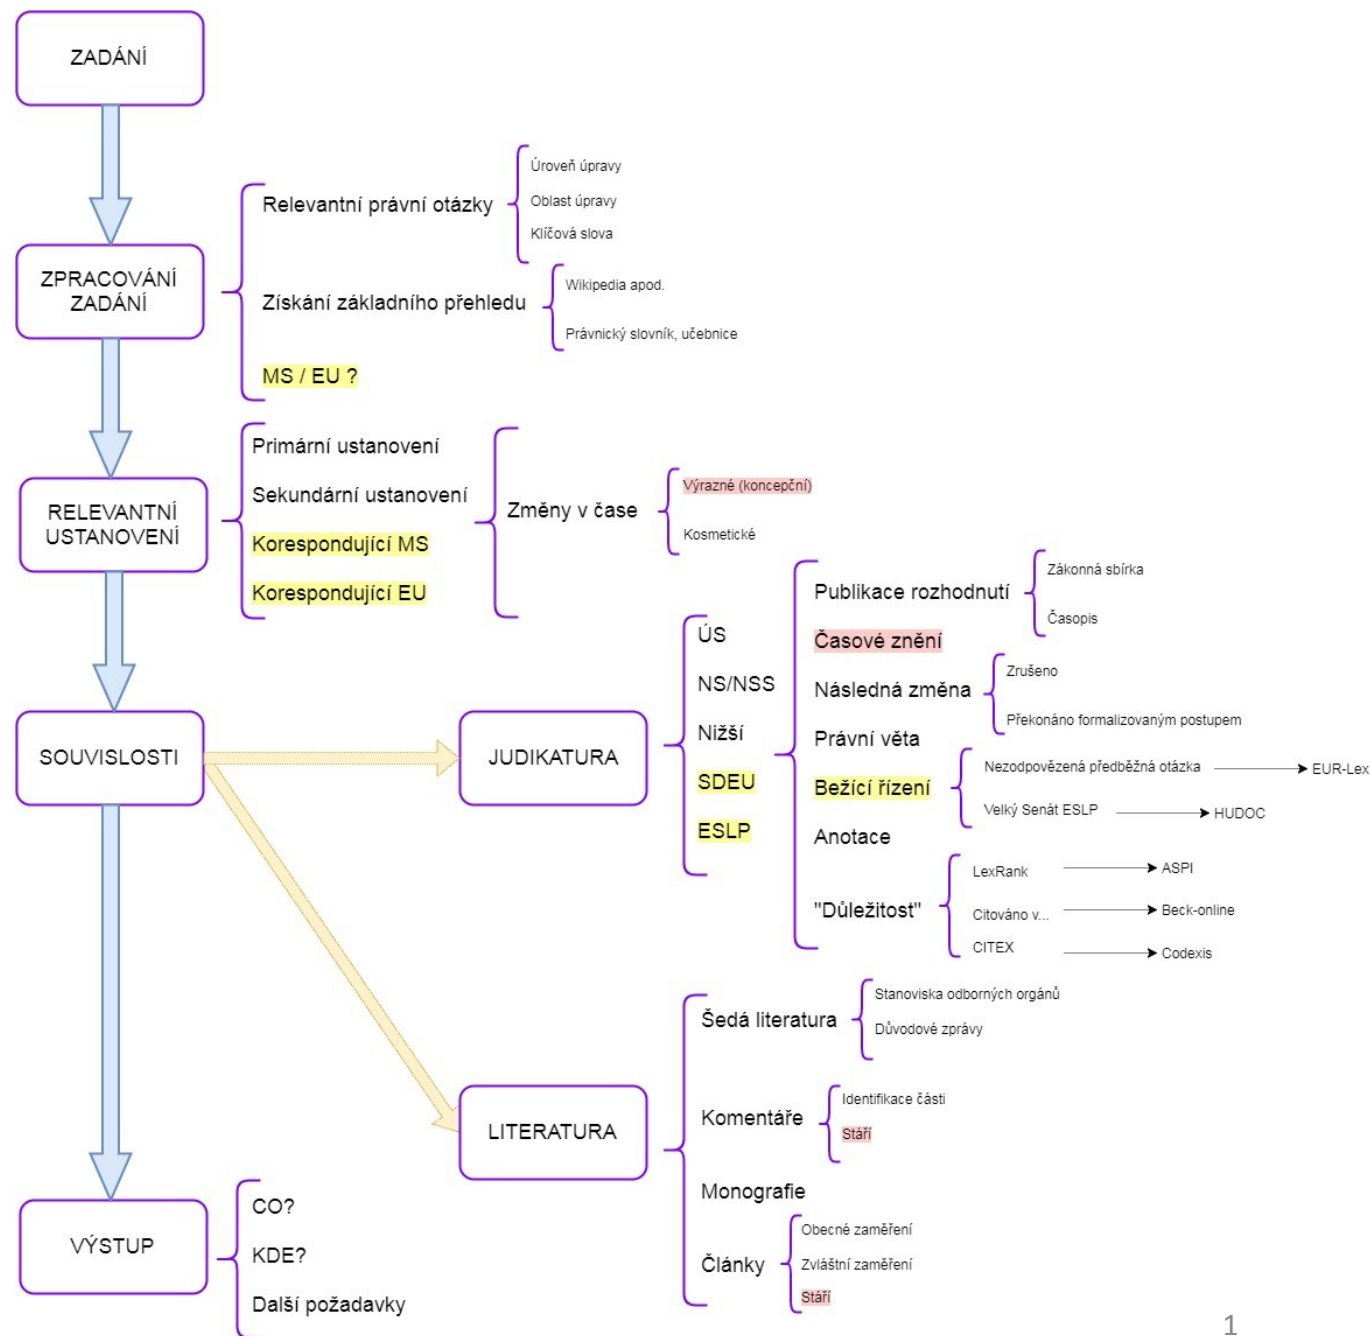 ZADÁNÍ
ZPRACOVÁNÍ
ZADÁNÍ
Relevantní právní otázky
Úroveň úpravy
Oblast úpravy
Klíčová slova
Získání základního přehledu
Wikipedia apod.
Právnický slovník, učebnice
MS / EU ?
RELEVANTNÍ
USTANOVENÍ
Primární ustanovení
Sekundární ustanovení
Korespondující MS
Korespondující EU
Změny v čase
Výrazné (koncepční)
Kosmetické
SOUVISLOSTI
JUDIKATURA
ÚS
NS/NSS
Nižší
SDEU
ESLP
Publikace rozhodnutí
Zákonná sbírka
Časopis
Časové znění
Následná změna
Zrušeno
Překonáno formalizovaným postupem
Právní věta
Bežící řízení
Nezodpovězená předběžná otázka
EUR-Lex
Velký Senát ESLP
HUDOC
Anotace
"Důležitost"
LexRank
ASPI
Citováno v...
Beck-online
CITEX
Codexis
LITERATURA
Šedá literatura
Stanoviska odborných orgánů
Důvodové zprávy
Komentáře
Identifikace části
Stáří
Monografie
Články
Obecné zaměření
Zvláštní zaměření
Stáří
VÝSTUP
CO?
KDE?
Další požadavky
1